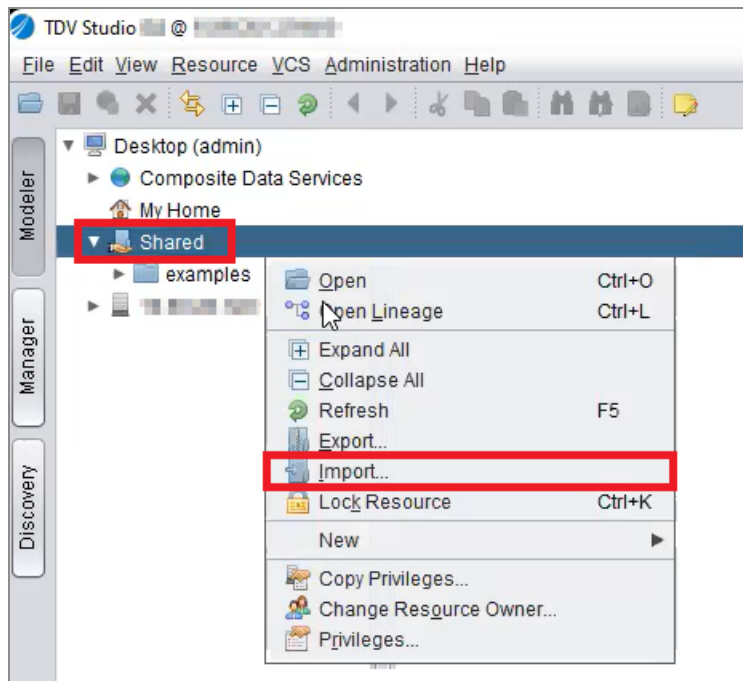 TDV Studio @
File Edit View Resource VCS Administration Help
Desktop (admin)
Composite Data Services
My Home
Shared
examples
Modeler
Manager
Discovery
Open Ctrl+O
Open Lineage Ctrl+L
Expand All
Collapse All
Refresh F5
Export...
Import...
Lock Resource Ctrl+K
New
Copy Privileges...
Change Resource Owner...
Privileges...